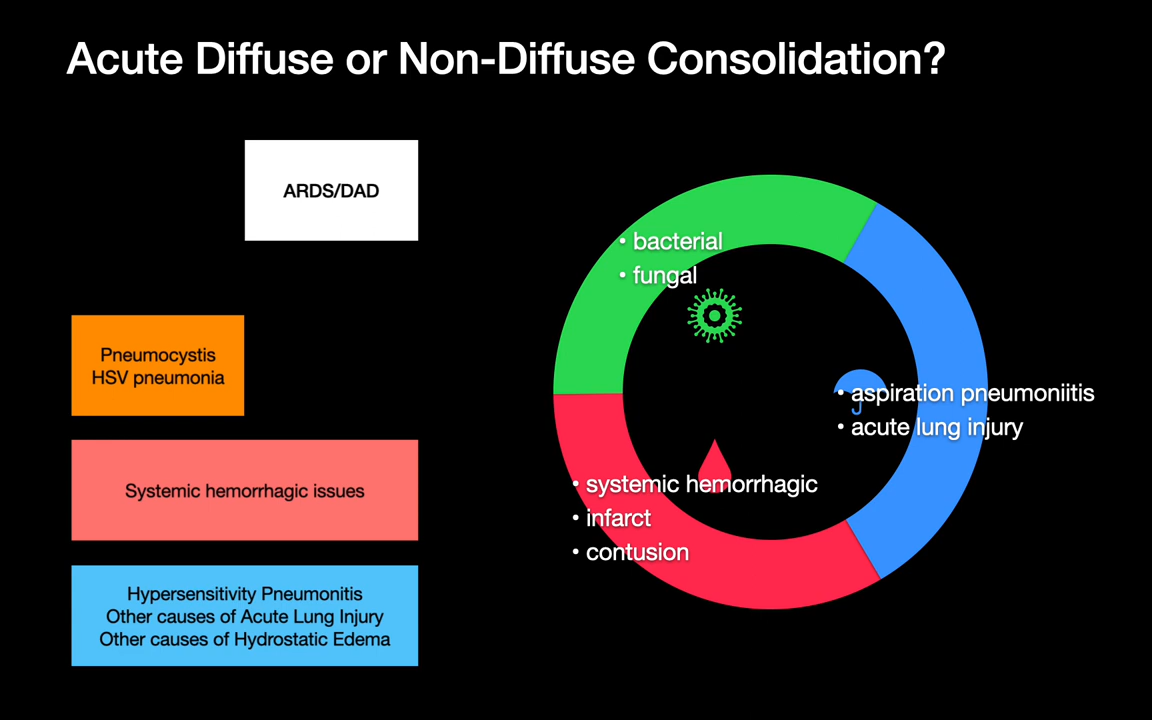 Acute Diffuse or Non-Diffuse Consolidation?
ARDS/DAD
Pneumocystis
HSV pneumonia
Systemic hemorrhagic issues
Hypersensitivity Pneumonitis
Other causes of Acute Lung Injury
Other causes of Hydrostatic Edema
• bacterial
• fungal
• aspiration pneumoniitis
• acute lung injury
• systemic hemorrhagic
• infarct
• contusion